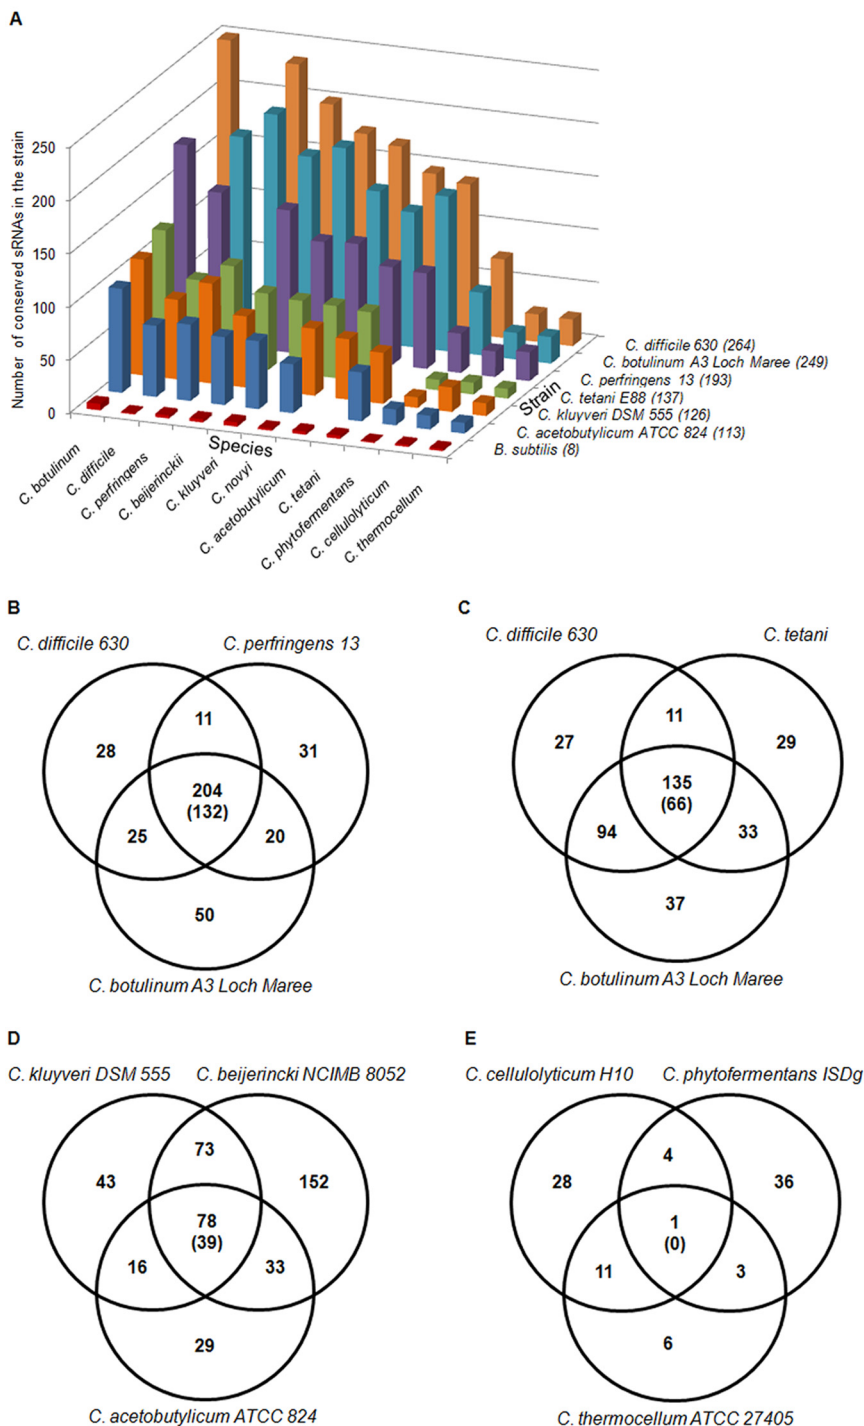 A
Number of conserved sRNAs in the strain
250
200
150
100
50
0
C. difficile 630 (264)
C. botulinum A3 Loch Maree (249)
C. perfringens 13 (193)
C. tetani E88 (137)
C. kluyveri DSM 555 (126)
C. acetobutylicum ATCC 824 (113)
B. subtilis (8)
Strain
Species
C. botulinum
C. difficile
C. perfringens
C. beijerinckii
C. kluyveri
C. novyi
C. acetobutylicum
C. tetani
C. phytofermentans
C. cellulolyticum
C. thermocellum
B
C. difficile 630
C. perfringens 13
11
28
31
204
(132)
25
20
50
C. botulinum A3 Loch Maree
C
C. difficile 630
C. tetani
11
27
29
135
(66)
94
33
37
C. botulinum A3 Loch Maree
D
C. kluyveri DSM 555
C. beijerincki NCIMB 8052
73
43
152
78
(39)
16
33
29
C. acetobutylicum ATCC 824
E
C. cellulolyticum H10
C. phytofermentans ISDg
4
28
36
1
(0)
11
3
6
C. thermocellum ATCC 27405